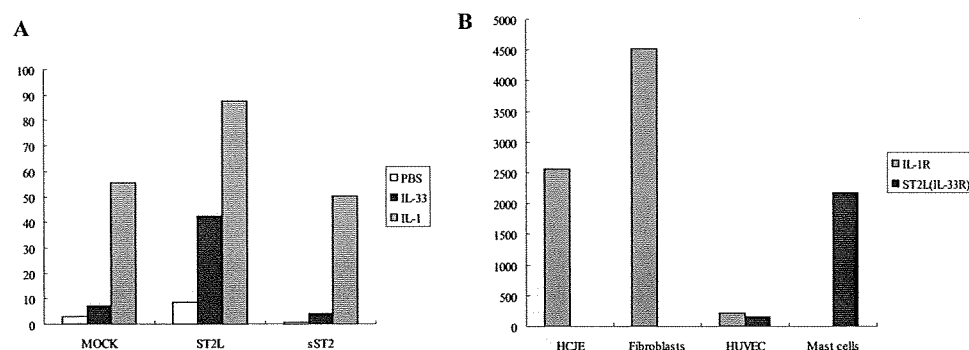 A
100
90
80
70
60
50
40
30
20
10
0
MOCK
ST2L
sST2
PBS
IL-33
IL-1
B
5000
4500
4000
3500
3000
2500
2000
1500
1000
500
0
HCJE
Fibroblasts
HUVEC
Mast cells
IL-1R
ST2L(IL-33R)